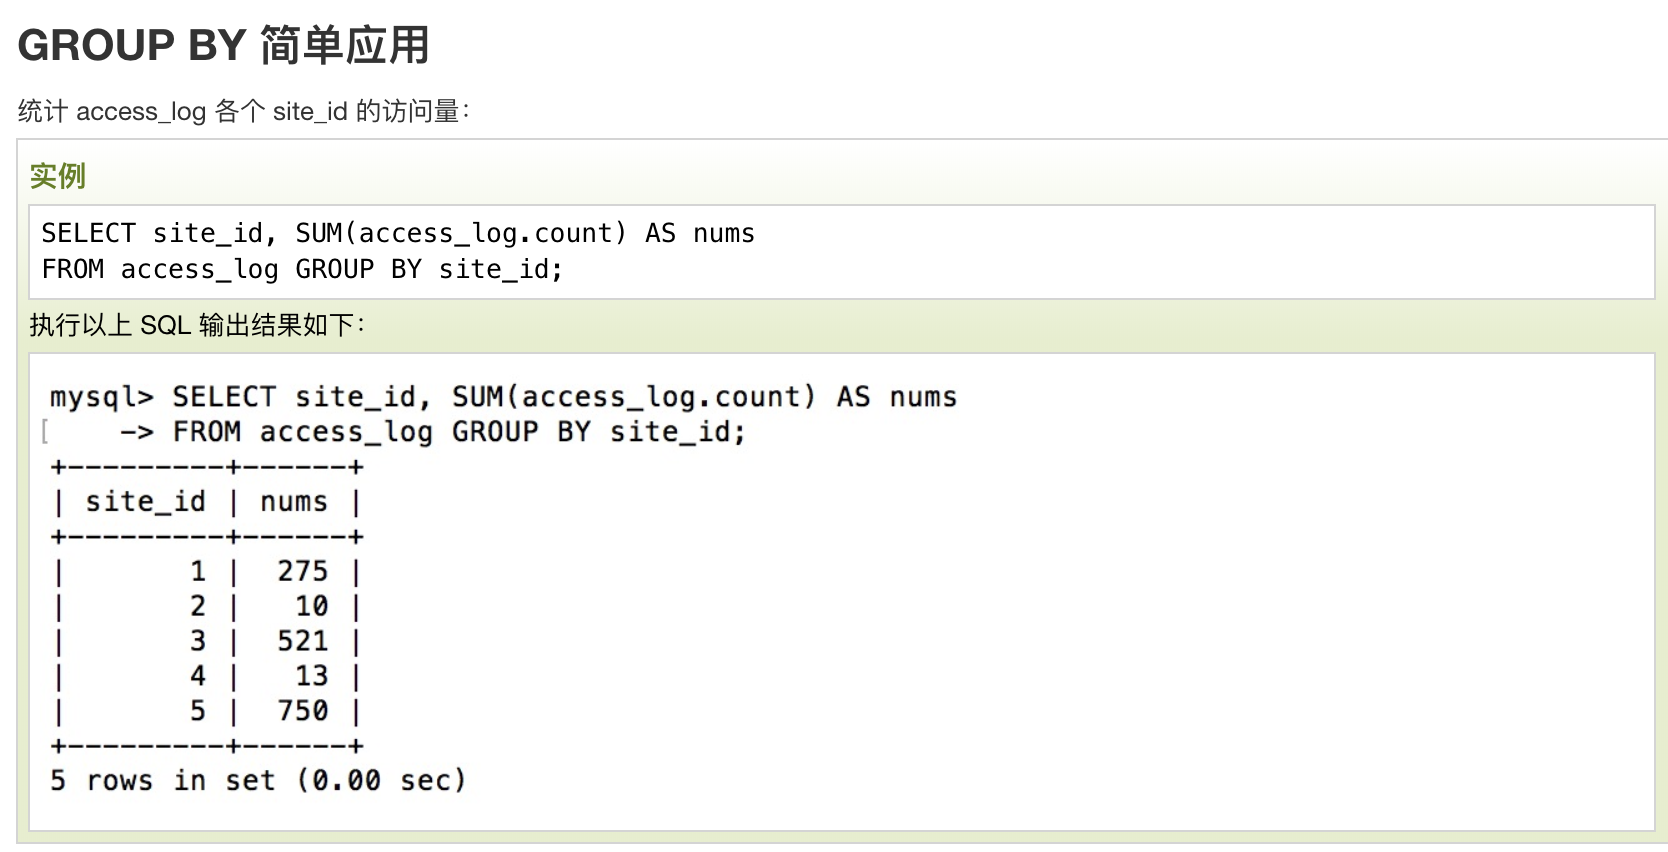 GROUP BY 简单应用
统计 access_log 各个 site_id 的访问量：
实例
SELECT site_id, SUM(access_log.count) AS nums
FROM access_log GROUP BY site_id;
执行以上 SQL 输出结果如下：
mysql> SELECT site_id, SUM(access_log.count) AS nums
[    -> FROM access_log GROUP BY site_id;
+---------+------+
| site_id | nums |
+---------+------+
|       1 |  275 |
|       2 |   10 |
|       3 |  521 |
|       4 |   13 |
|       5 |  750 |
+---------+------+
5 rows in set (0.00 sec)